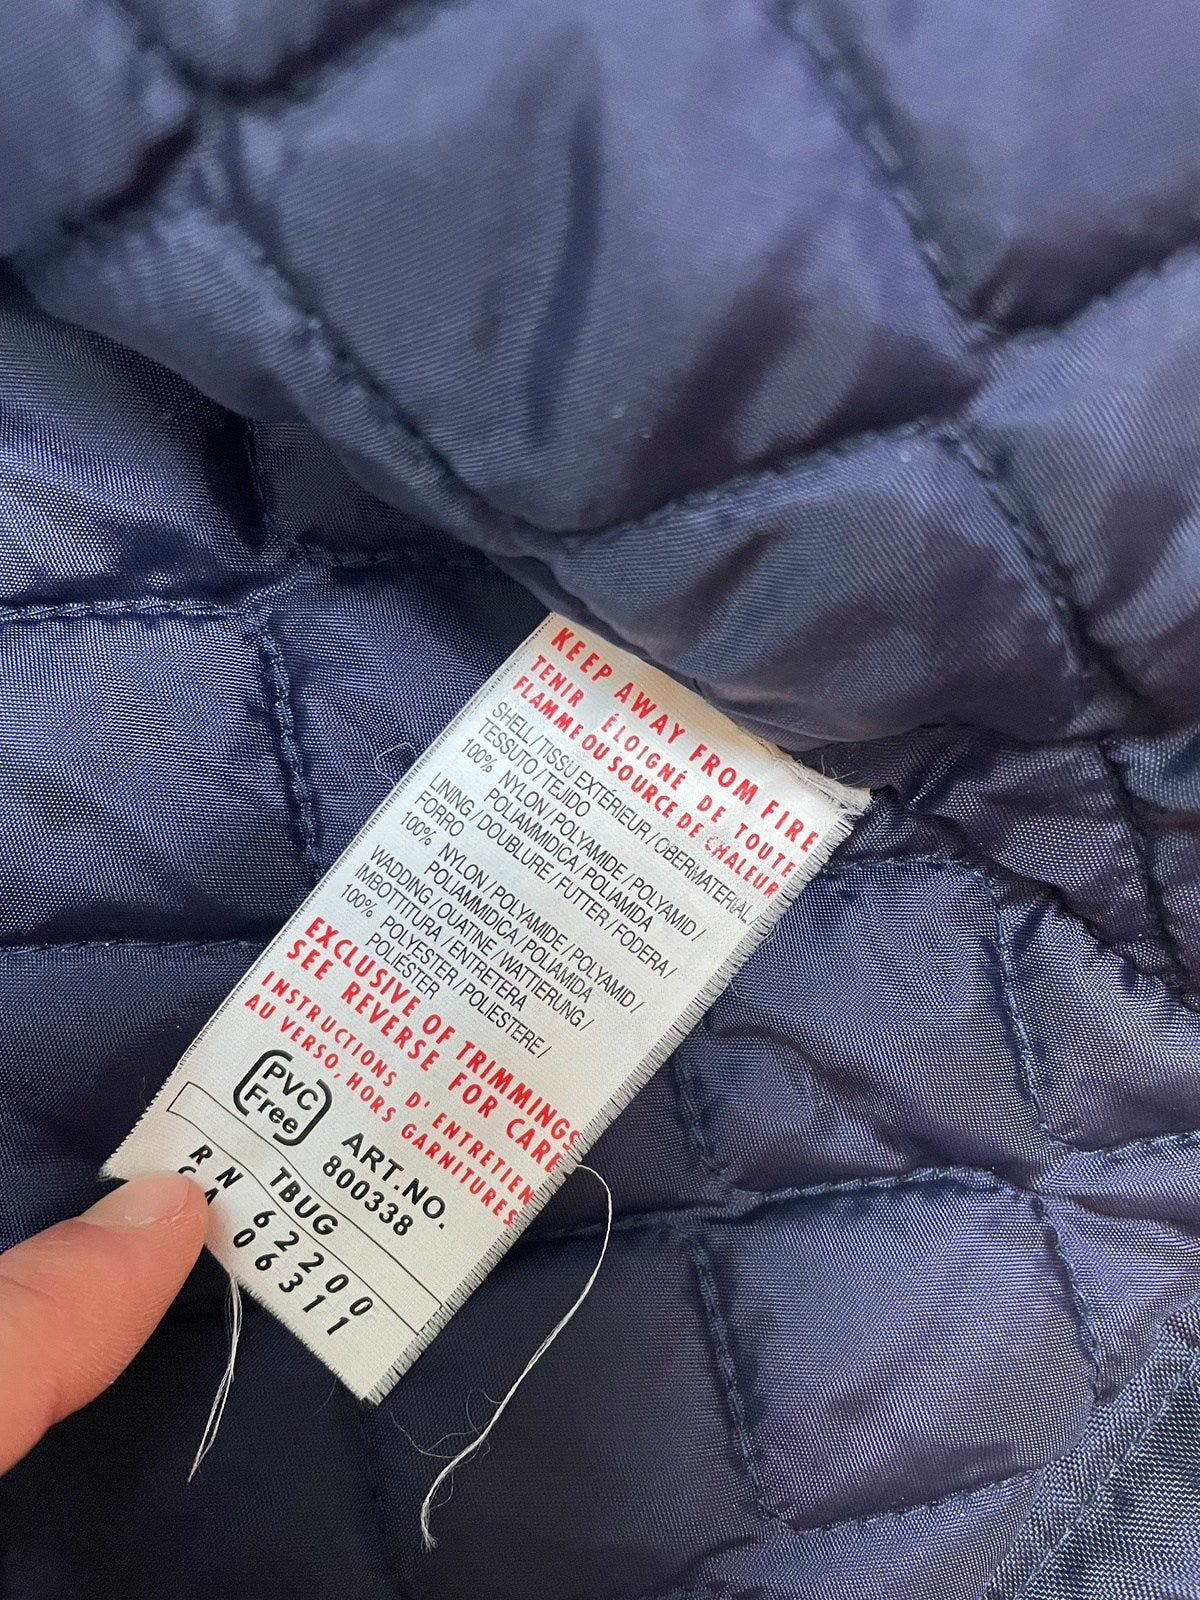 KEEP AWAY FROM FIRE
TENIR ÉLOIGNÉ DE TOUTE
FLAMME OU SOURCE DE CHALEUR
SHELL / TISSU EXTÉRIEUR / OBERMATERIAL /
TESSUTO / TEJIDO
100% NYLON / POLYAMIDE / POLYAMID /
POLIAMMIDICA / POLIAMIDA
LINING / DOUBLURE / FUTTER / FODERA /
FORRO
100% NYLON / POLYAMIDE / POLYAMID /
POLIAMMIDICA / POLIAMIDA
WADDING / OUATINE / WATTIERUNG /
IMBOTTITURA / ENTRETERA
100% POLYESTER / POLIESTERE /
POLIESTER
EXCLUSIVE OF TRIMMINGS
SEE REVERSE FOR CARE
INSTRUCTIONS D'ENTRETIEN
AU VERSO, HORS GARNITURES
PVC
Free
ART.NO.
800338
TBUG
RN 62200
CA 06311